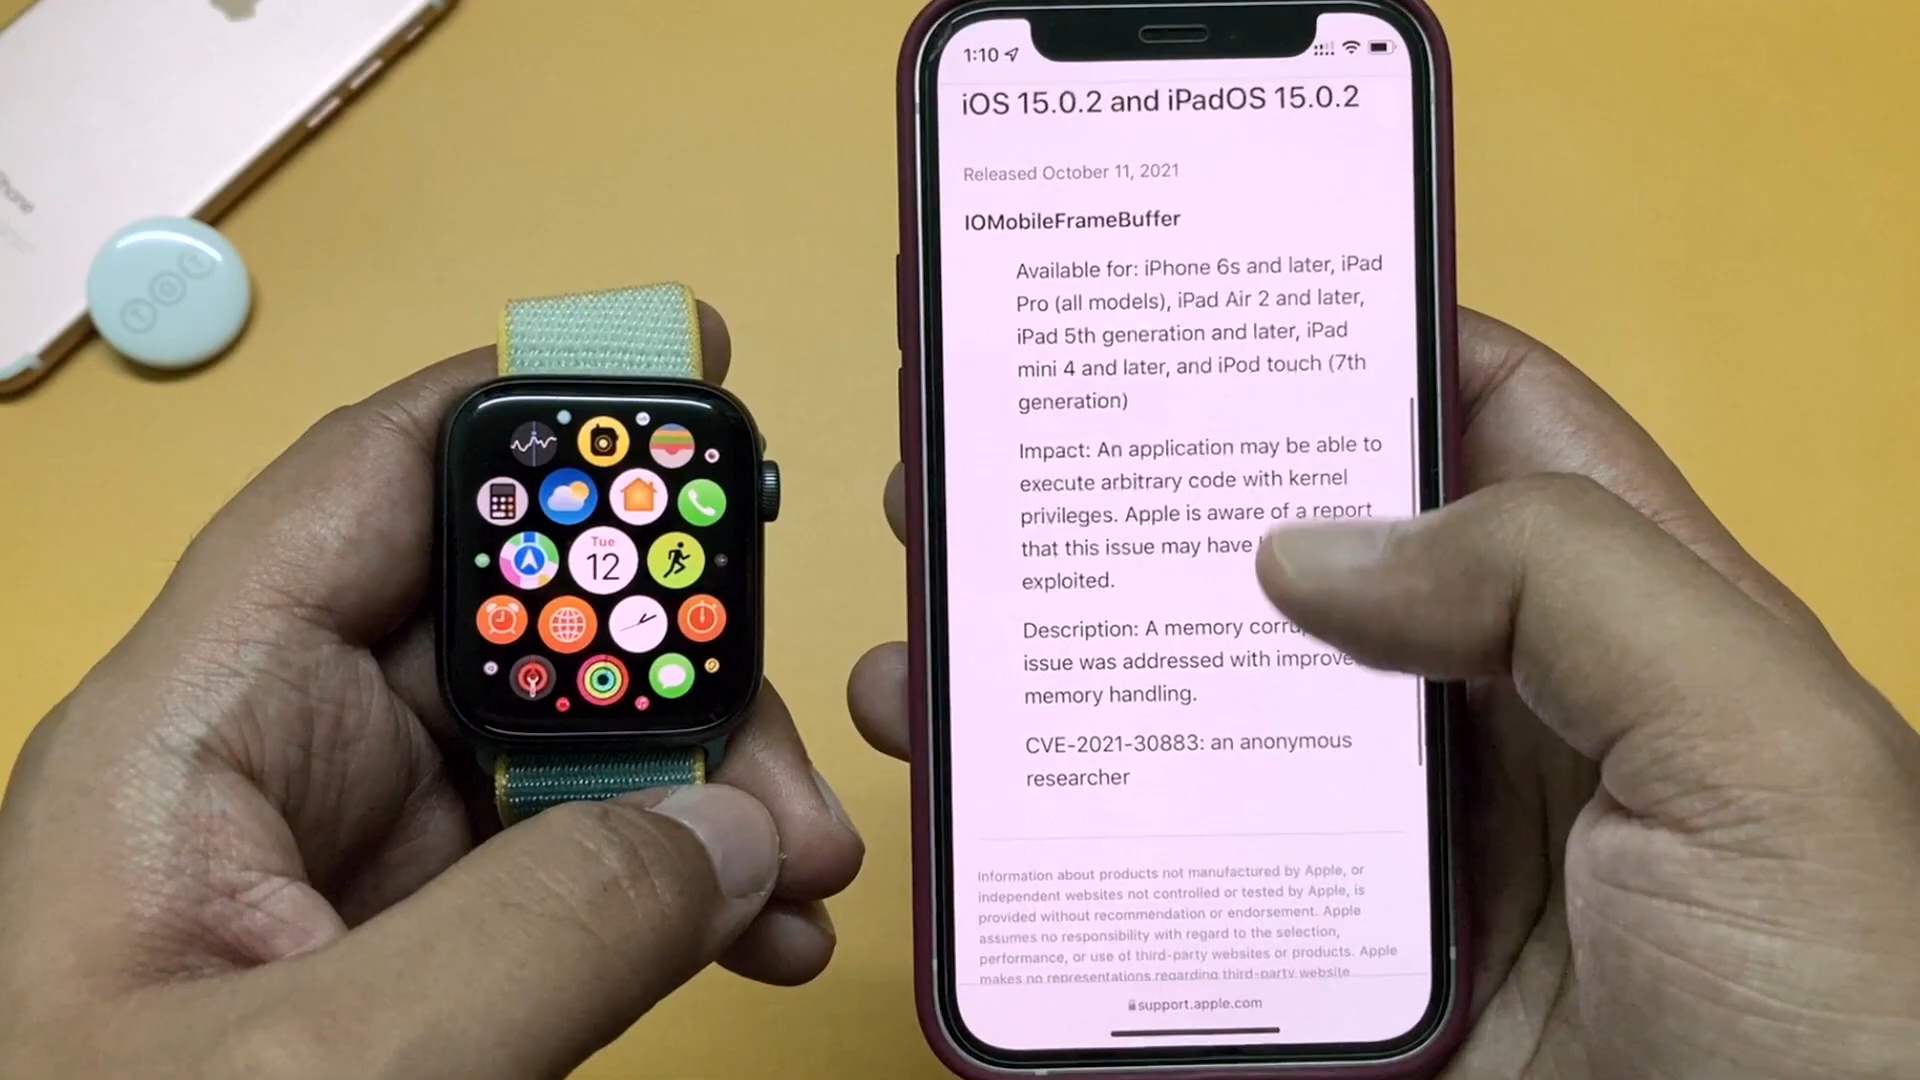 1:10
iOS 15.0.2 and iPadOS 15.0.2
Released October 11, 2021
IOMobileFrameBuffer
Available for: iPhone 6s and later, iPad
Pro (all models), iPad Air 2 and later,
iPad 5th generation and later, iPad
mini 4 and later, and iPod touch (7th
generation)
Impact: An application may be able to
execute arbitrary code with kernel
privileges. Apple is aware of a report
that this issue may have
exploited.
Description: A memory
issue was addressed with
memory handling.
CVE-2021-30883: an anonymous
researcher
Information about products not manufactured by Apple, or
independent websites not controlled or tested by Apple, is
provided without recommendation or endorsement. Apple
assumes no responsibility with regard to the selection,
performance, or use of third-party websites or products. Apple
makes no representations regarding third-party website
support.apple.com
Tue
12